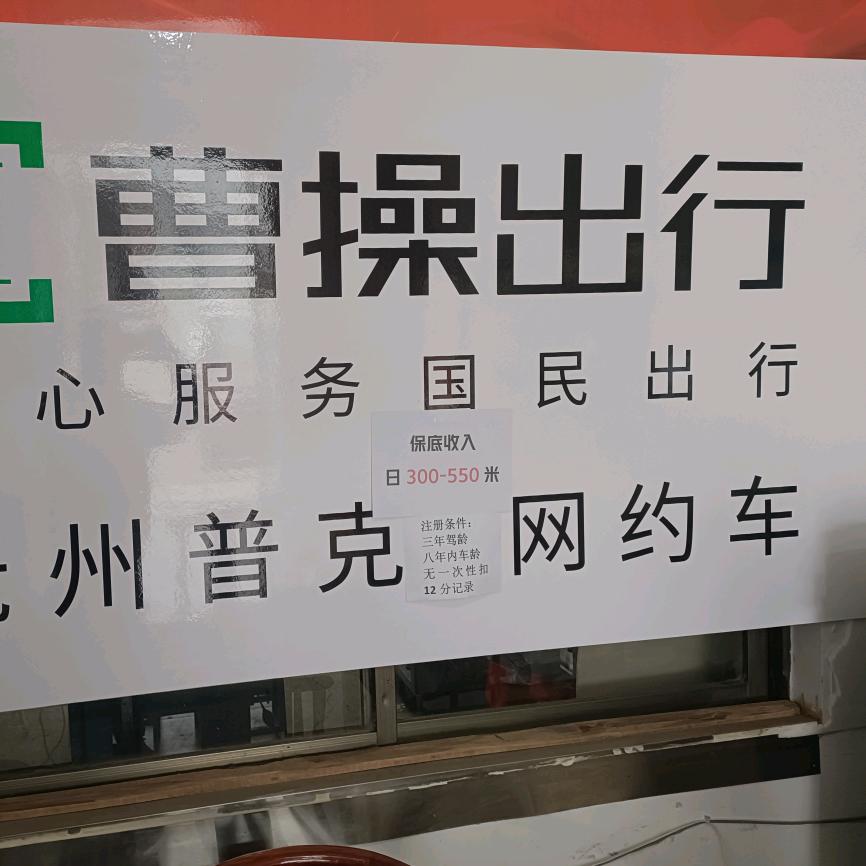 曹操出行
心服务国民出行
保底收入
日 300-550 米
州普克 网约车
注册条件：
三年驾龄
八年内车龄
无一次性扣
12 分记录